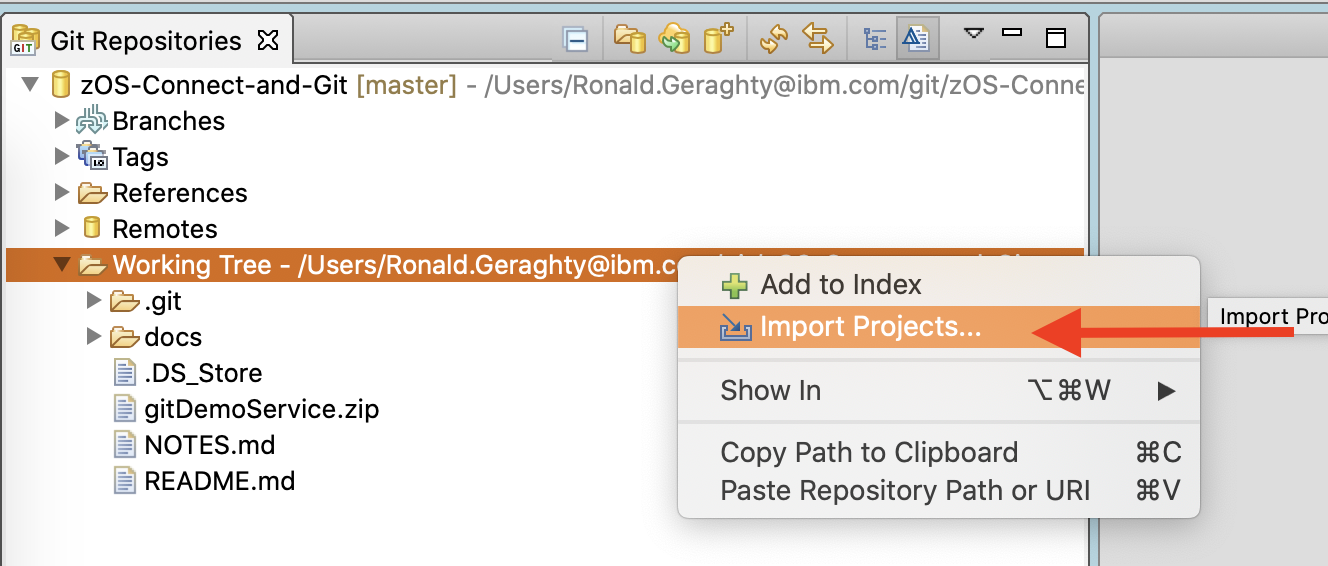 Git Repositories
GIT
zOS-Connect-and-Git [master] - /Users/Ronald.Geraghty@ibm.com/git/zOS-Conne
Branches
Tags
References
Remotes
Working Tree - /Users/Ronald.Geraghty@ibm.c
.git
docs
.DS_Store
gitDemoService.zip
NOTES.md
README.md
Add to Index
Import Projects...
Show In ⌥⌘W
Copy Path to Clipboard ⌘C
Paste Repository Path or URI ⌘V
Import Pro